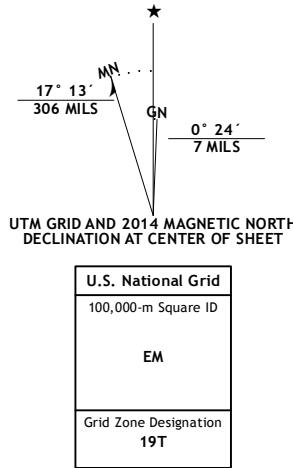 MN
GN
17° 13´
306 MILS
0° 24´
7 MILS
UTM GRID AND 2014 MAGNETIC NORTH
DECLINATION AT CENTER OF SHEET
U.S. National Grid
100,000-m Square ID
EM
Grid Zone Designation
19T